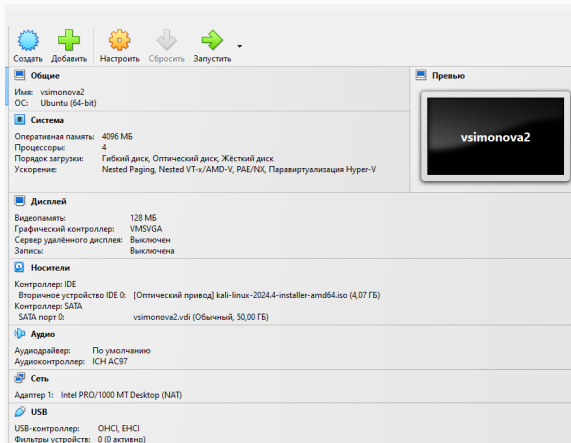 Создать Добавить Настроить Сбросить Запустить
Общие
Имя: vsimonova2
ОС: Ubuntu (64-bit)
Превью
vsimonova2
Система
Оперативная память: 4096 МБ
Процессоры: 4
Порядок загрузки: Гибкий диск, Оптический диск, Жёсткий диск
Ускорение: Nested Paging, Nested VT-x/AMD-V, PAE/NX, Паравиртуализация Hyper-V
Дисплей
Видеопамять: 128 МБ
Графический контроллер: VMSVGA
Сервер удалённого дисплея: Выключен
Запись: Выключена
Носители
Контроллер: IDE
Вторичное устройство IDE 0: [Оптический привод] kali-linux-2024.4-installer-amd64.iso (4,07 ГБ)
Контроллер: SATA
SATA порт 0: vsimonova2.vdi (Обычный, 50,00 ГБ)
Аудио
Аудиодрайвер: По умолчанию
Аудиоконтроллер: ICH AC97
Сеть
Адаптер 1: Intel PRO/1000 MT Desktop (NAT)
USB
USB-контроллер: OHCI, EHCI
Фильтры устройств: 0 (0 активно)